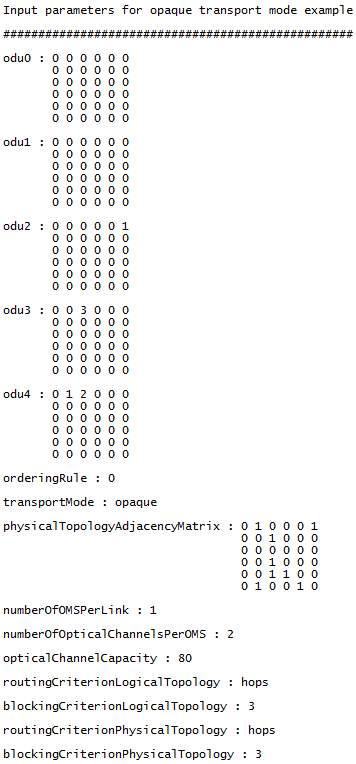 Input parameters for opaque transport mode example
##################################################
odu0 : 0 0 0 0 0 0
0 0 0 0 0 0
0 0 0 0 0 0
0 0 0 0 0 0
0 0 0 0 0 0
0 0 0 0 0 0
odu1 : 0 0 0 0 0 0
0 0 0 0 0 0
0 0 0 0 0 0
0 0 0 0 0 0
0 0 0 0 0 0
0 0 0 0 0 0
odu2 : 0 0 0 0 0 1
0 0 0 0 0 0
0 0 0 0 0 0
0 0 0 0 0 0
0 0 0 0 0 0
0 0 0 0 0 0
odu3 : 0 0 3 0 0 0
0 0 0 0 0 0
0 0 0 0 0 0
0 0 0 0 0 0
0 0 0 0 0 0
0 0 0 0 0 0
odu4 : 0 1 2 0 0 0
0 0 0 0 0 0
0 0 0 0 0 0
0 0 0 0 0 0
0 0 0 0 0 0
0 0 0 0 0 0
orderingRule : 0
transportMode : opaque
physicalTopologyAdjacencyMatrix : 0 1 0 0 0 1
0 0 1 0 0 0
0 0 0 0 0 0
0 0 1 0 0 0
0 0 1 1 0 0
0 1 0 0 1 0
numberOfOMSPerLink : 1
numberOfOpticalChannelsPerOMS : 2
opticalChannelCapacity : 80
routingCriterionLogicalTopology : hops
blockingCriterionLogicalTopology : 3
routingCriterionPhysicalTopology : hops
blockingCriterionPhysicalTopology : 3